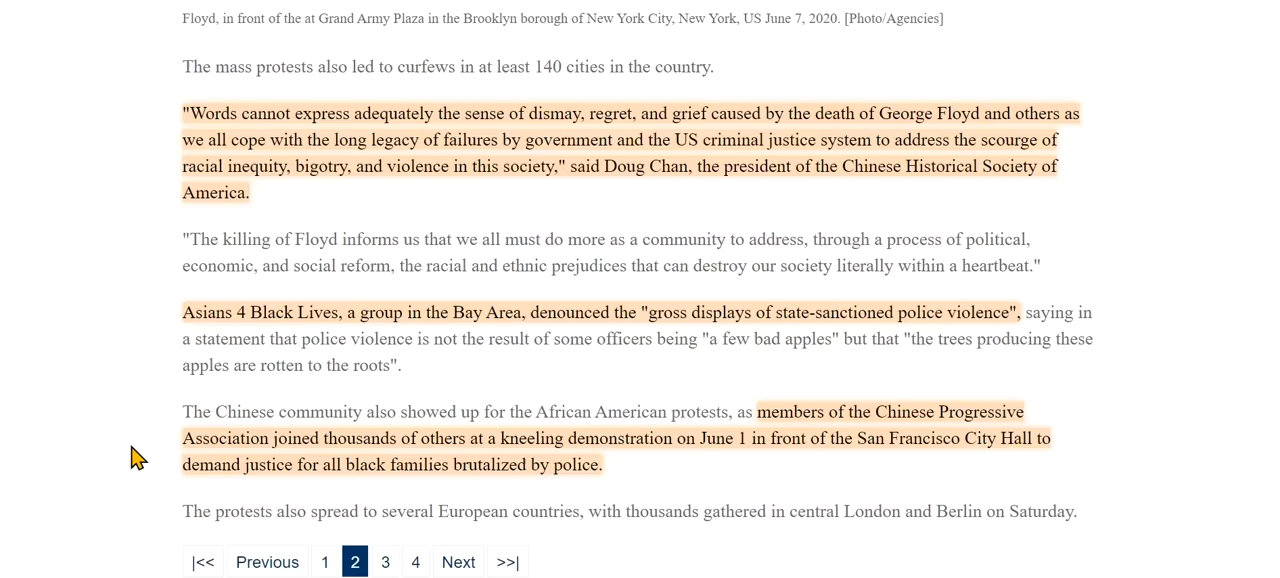 Floyd, in front of the at Grand Army Plaza in the Brooklyn borough of New York City, New York, US June 7, 2020. [Photo/Agencies]
The mass protests also led to curfews in at least 140 cities in the country.
"Words cannot express adequately the sense of dismay, regret, and grief caused by the death of George Floyd and others as
we all cope with the long legacy of failures by government and the US criminal justice system to address the scourge of
racial inequity, bigotry, and violence in this society," said Doug Chan, the president of the Chinese Historical Society of
America.
"The killing of Floyd informs us that we all must do more as a community to address, through a process of political,
economic, and social reform, the racial and ethnic prejudices that can destroy our society literally within a heartbeat."
Asians 4 Black Lives, a group in the Bay Area, denounced the "gross displays of state-sanctioned police violence", saying in
a statement that police violence is not the result of some officers being "a few bad apples" but that "the trees producing these
apples are rotten to the roots".
The Chinese community also showed up for the African American protests, as members of the Chinese Progressive
Association joined thousands of others at a kneeling demonstration on June 1 in front of the San Francisco City Hall to
demand justice for all black families brutalized by police.
The protests also spread to several European countries, with thousands gathered in central London and Berlin on Saturday.
|<< Previous 1 2 3 4 Next >>|